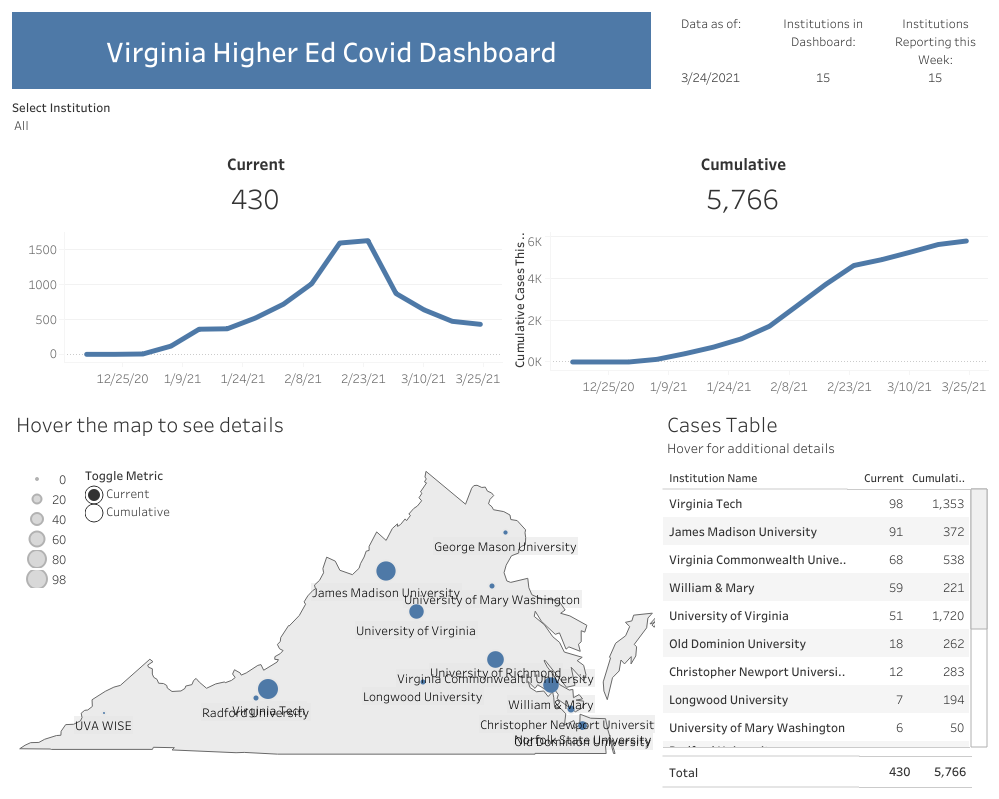 Virginia Higher Ed Covid Dashboard
Data as of:
3/24/2021
Institutions in
Dashboard:
15
Institutions
Reporting this
Week:
15
Select Institution
All
Current
430
Cumulative
5,766
1500
1000
500
0
12/25/20 1/9/21 1/24/21 2/8/21 2/23/21 3/10/21 3/25/21
Cumulative Cases This ..
6K
4K
2K
0K
12/25/20 1/9/21 1/24/21 2/8/21 2/23/21 3/10/21 3/25/21
Hover the map to see details
0
20
40
60
80
98
Toggle Metric
Current
Cumulative
George Mason University
James Madison University
University of Mary Washington
University of Virginia
University of Richmond
Virginia Commonwealth University
Longwood University
William & Mary
Radford University
Virginia Tech
UVA WISE
Christopher Newport Universit
Norfolk State University
Old Dominion University
Cases Table
Hover for additional details
Institution Name Current Cumulati..
Virginia Tech 98 1,353
James Madison University 91 372
Virginia Commonwealth Unive.. 68 538
William & Mary 59 221
University of Virginia 51 1,720
Old Dominion University 18 262
Christopher Newport Universi.. 12 283
Longwood University 7 194
University of Mary Washington 6 50
Total 430 5,766